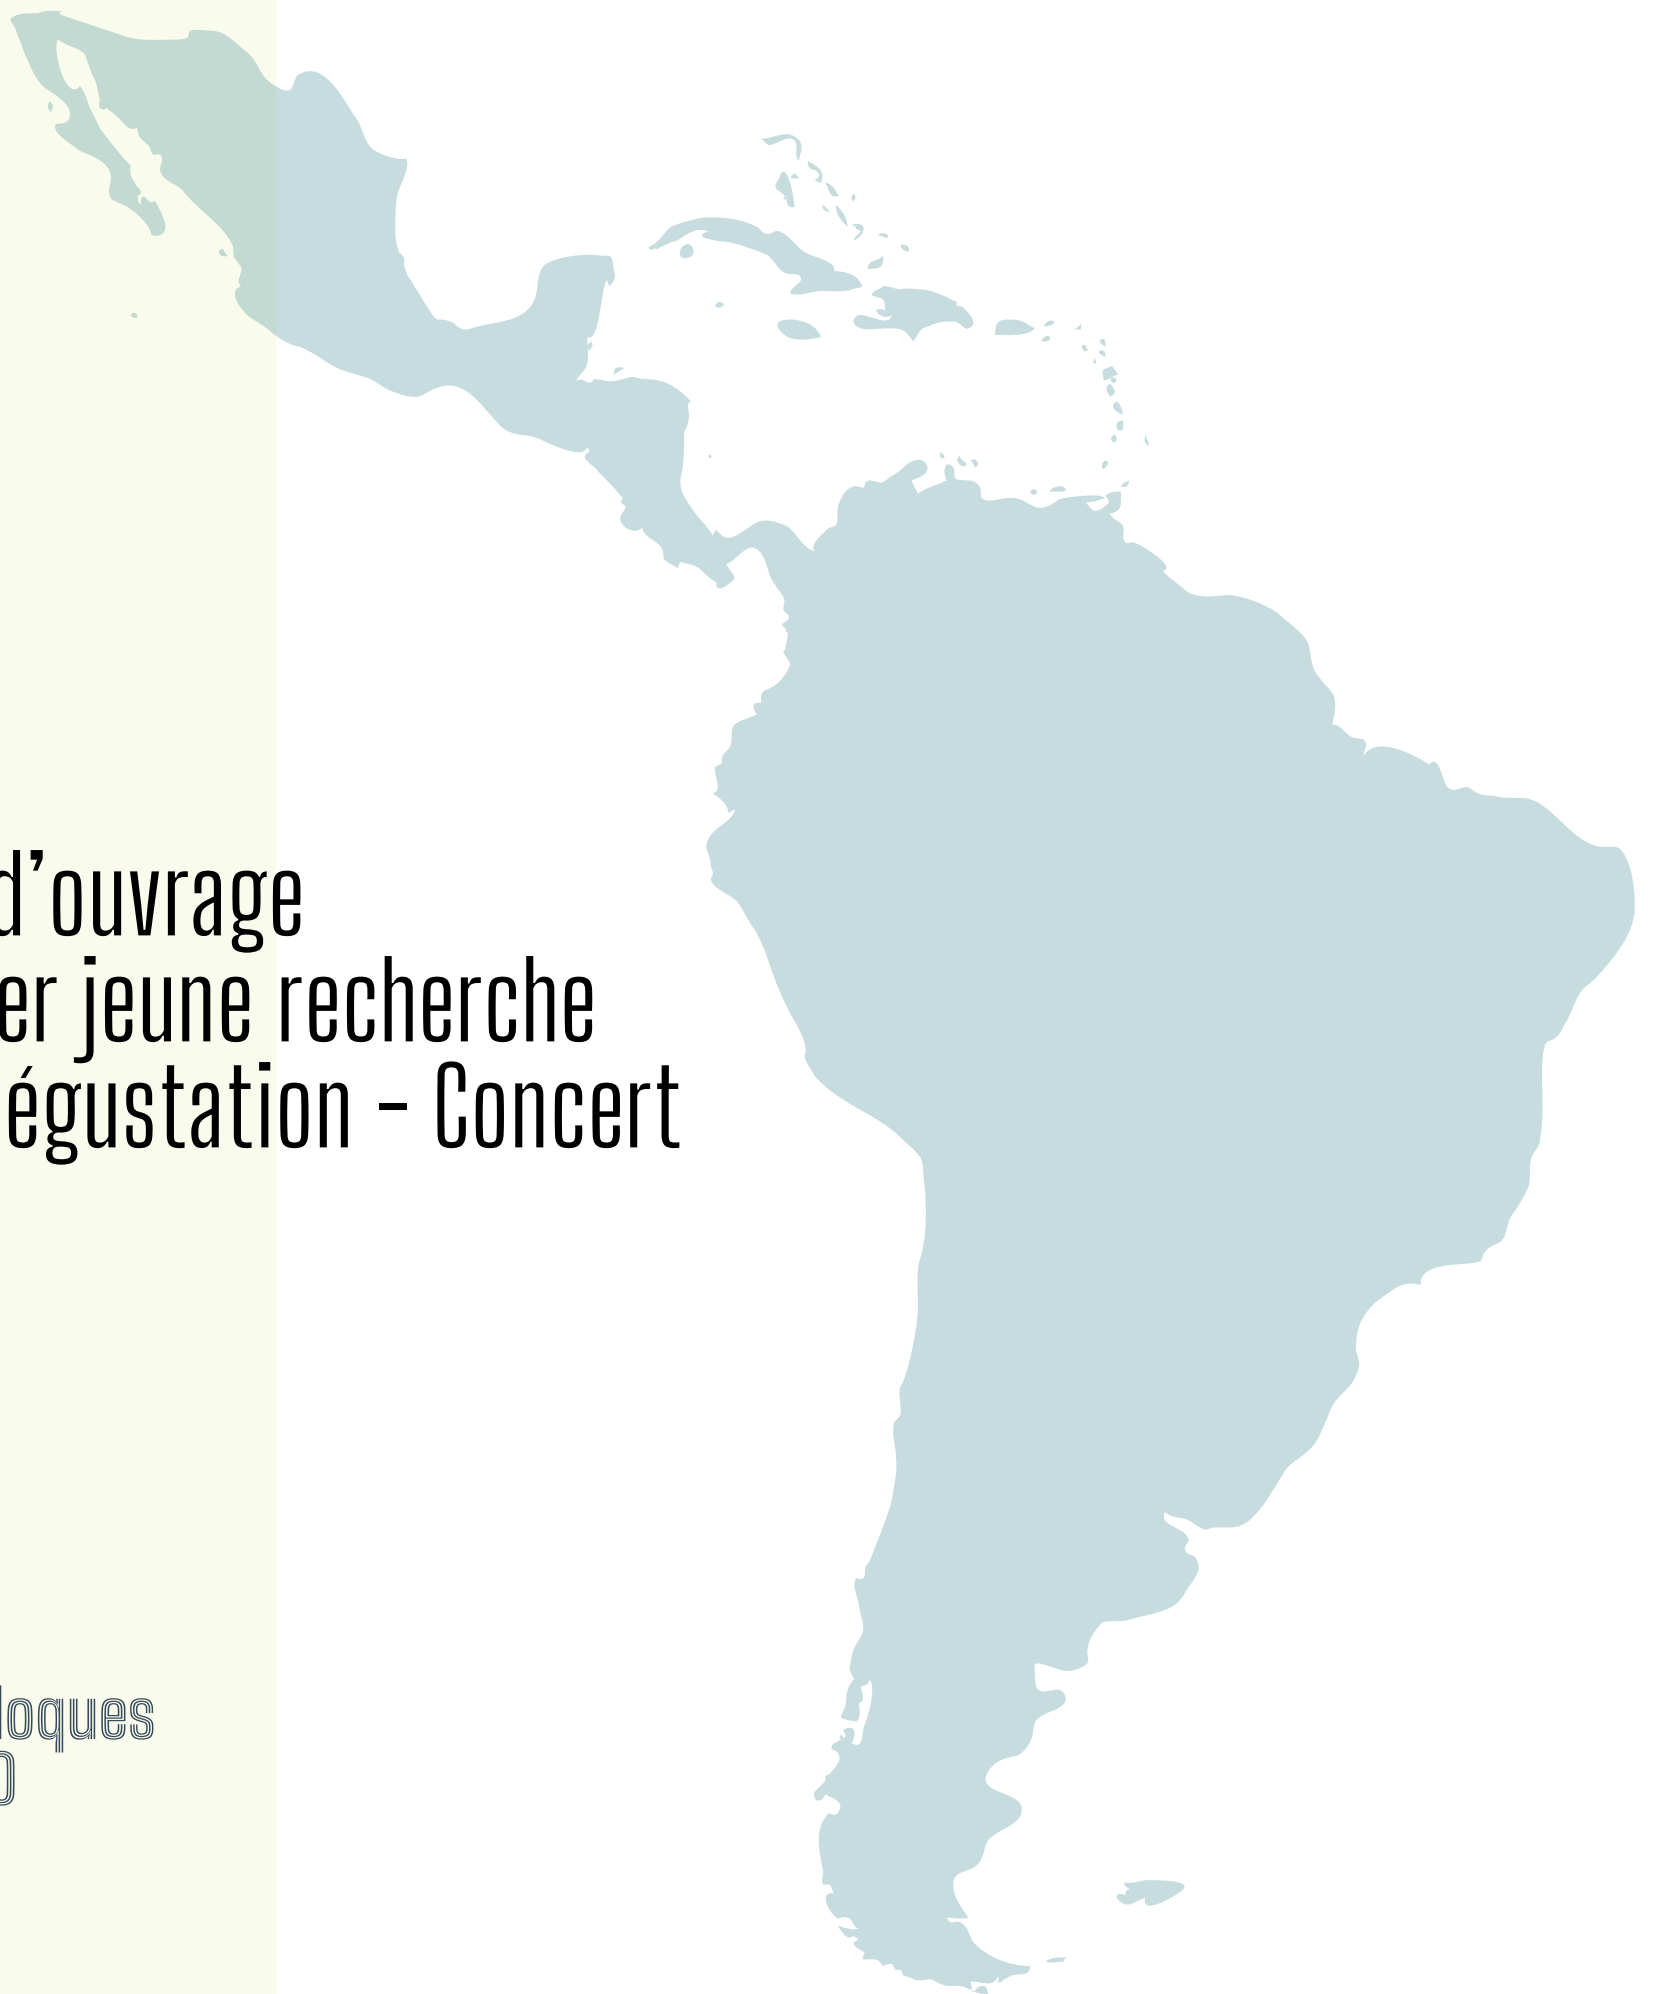 d’ouvrage
er jeune recherche
égustation - Concert
loques